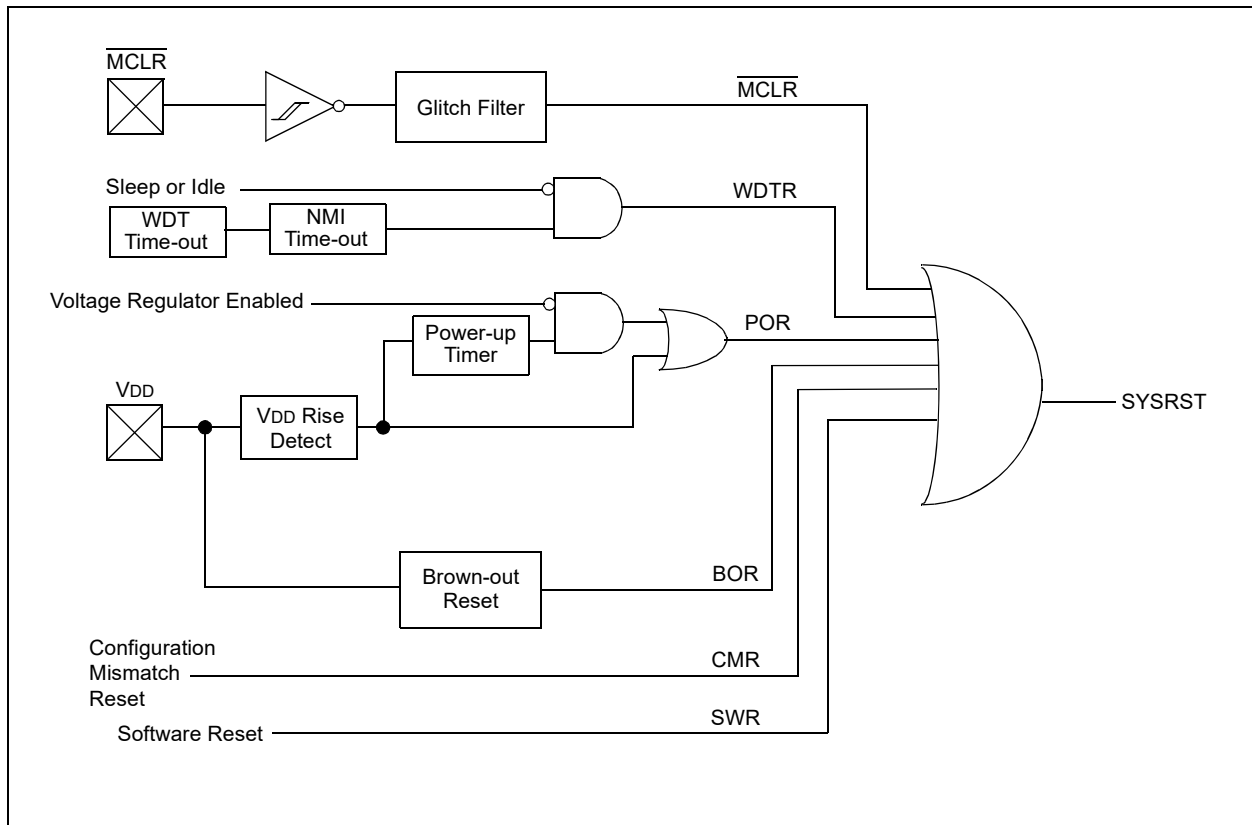 MCLR
Glitch Filter
MCLR
Sleep or Idle
WDT
Time-out
NMI
Time-out
WDTR
Voltage Regulator Enabled
Power-up
Timer
POR
VDD
VDD Rise
Detect
SYSRST
Brown-out
Reset
BOR
Configuration
Mismatch
Reset
CMR
Software Reset
SWR